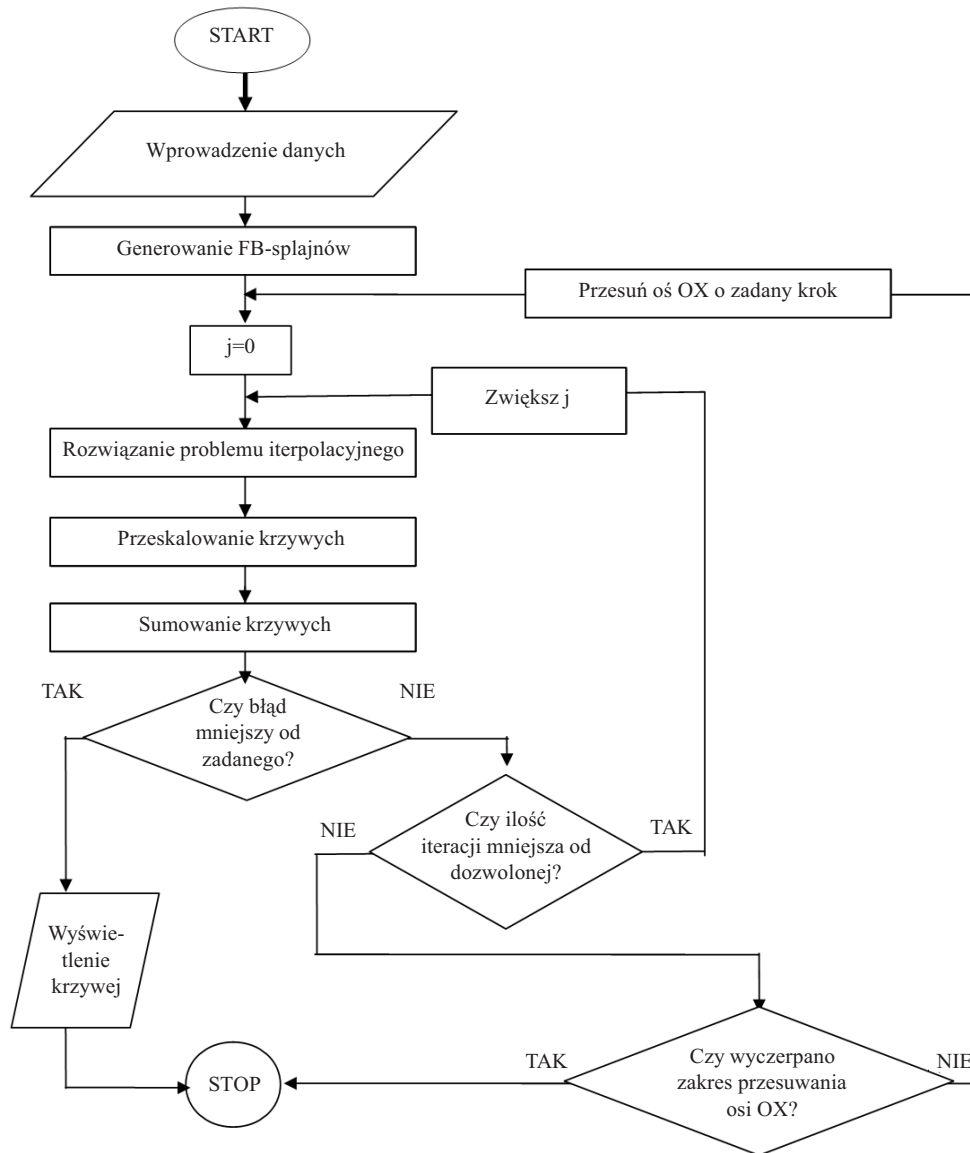 START
Wprowadzenie danych
Generowanie FB-splajnów
Przesuń oś OX o zadany krok
j=0
Zwiększ j
Rozwiązanie problemu iterpolacyjnego
Przeskalowanie krzywych
Sumowanie krzywych
TAK
NIE
Czy błąd
mniejszy od
zadanego?
NIE
Czy ilość
iteracji mniejsza od
dozwolonej?
TAK
Wyświe-
tlenie
krzywej
STOP
TAK
Czy wyczerpano
zakres przesuwania
osi OX?
NIE